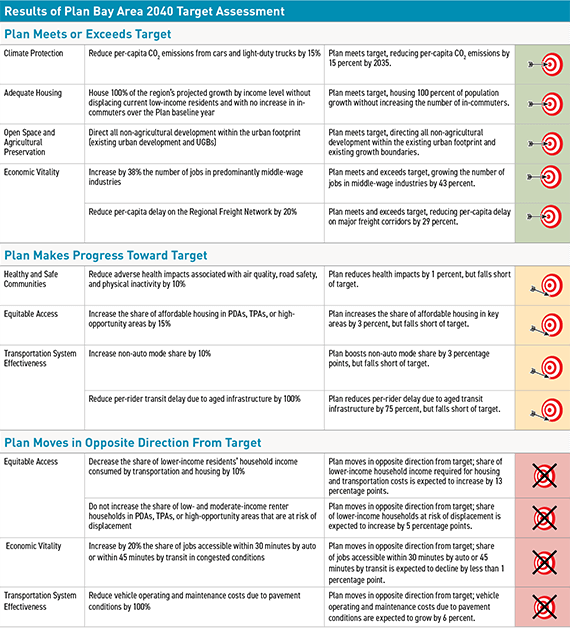 Results of Plan Bay Area 2040 Target Assessment
Plan Meets or Exceeds Target
Climate Protection
Reduce per-capita CO2 emissions from cars and light-duty trucks by 15%
Plan meets target, reducing per-capita CO2 emissions by
15 percent by 2035.
Adequate Housing
House 100% of the region's projected growth by income level without
displacing current low-income residents and with no increase in in-
commuters over the Plan baseline year
Plan meets target, housing 100 percent of population
growth without increasing the number of in-commuters.
Open Space and
Agricultural
Preservation
Direct all non-agricultural development within the urban footprint
(existing urban development and UGBs)
Plan meets target, directing all non-agricultural
development within the existing urban footprint and
existing growth boundaries.
Economic Vitality
Increase by 38% the number of jobs in predominantly middle-wage
industries
Plan meets and exceeds target, growing the number of
jobs in middle-wage industries by 43 percent.
Reduce per-capita delay on the Regional Freight Network by 20%
Plan meets and exceeds target, reducing per-capita delay
on major freight corridors by 29 percent.
Plan Makes Progress Toward Target
Healthy and Safe
Communities
Reduce adverse health impacts associated with air quality, road safety,
and physical inactivity by 10%
Plan reduces health impacts by 1 percent, but falls short
of target.
Equitable Access
Increase the share of affordable housing in PDAs, TPAs, or high-
opportunity areas by 15%
Plan increases the share of affordable housing in key
areas by 3 percent, but falls short of target.
Transportation System
Effectiveness
Increase non-auto mode share by 10%
Plan boosts non-auto mode share by 3 percentage
points, but falls short of target.
Reduce per-rider transit delay due to aged infrastructure by 100%
Plan reduces per-rider delay due to aged transit
infrastructure by 75 percent, but falls short of target.
Plan Moves in Opposite Direction From Target
Equitable Access
Decrease the share of lower-income residents' household income
consumed by transportation and housing by 10%
Plan moves in opposite direction from target; share of
lower-income household income required for housing
and transportation costs is expected to increase by 13
percentage points.
Do not increase the share of low- and moderate-income renter
households in PDAs, TPAs, or high-opportunity areas that are at risk of
displacement
Plan moves in opposite direction from target; share
of lower-income households at risk of displacement is
expected to increase by 5 percentage points.
Economic Vitality
Increase by 20% the share of jobs accessible within 30 minutes by auto
or within 45 minutes by transit in congested conditions
Plan moves in opposite direction from target; share
of jobs accessible within 30 minutes by auto or 45
minutes by transit is expected to decline by less than 1
percentage point.
Transportation System
Effectiveness
Reduce vehicle operating and maintenance costs due to pavement
conditions by 100%
Plan moves in opposite direction from target; vehicle
operating and maintenance costs due to pavement
conditions are expected to grow by 6 percent.